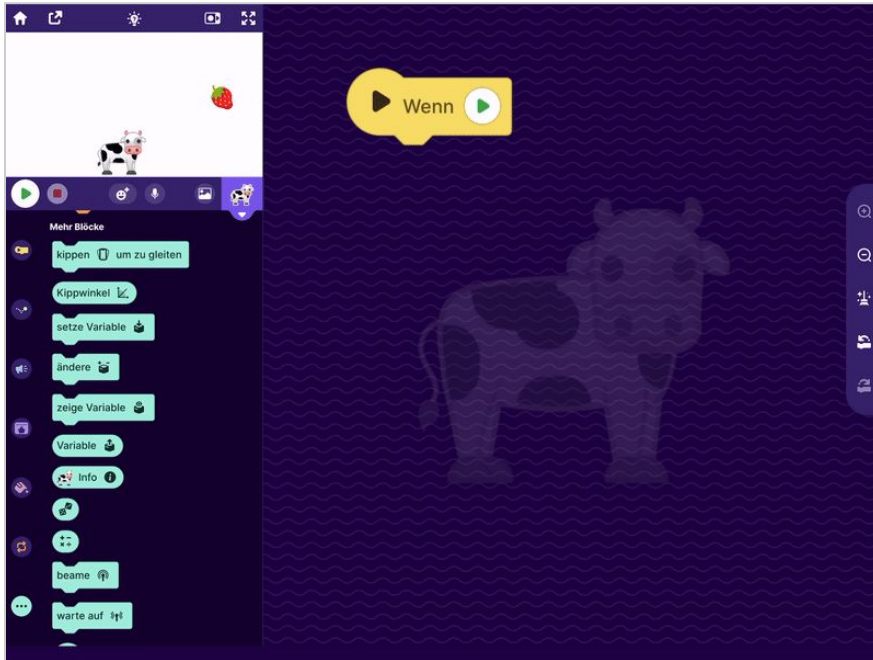 Wenn
Mehr Blöcke
kippen um zu gleiten
Kippwinkel
setze Variable
ändere
zeige Variable
Variable
Info
beame
warte auf